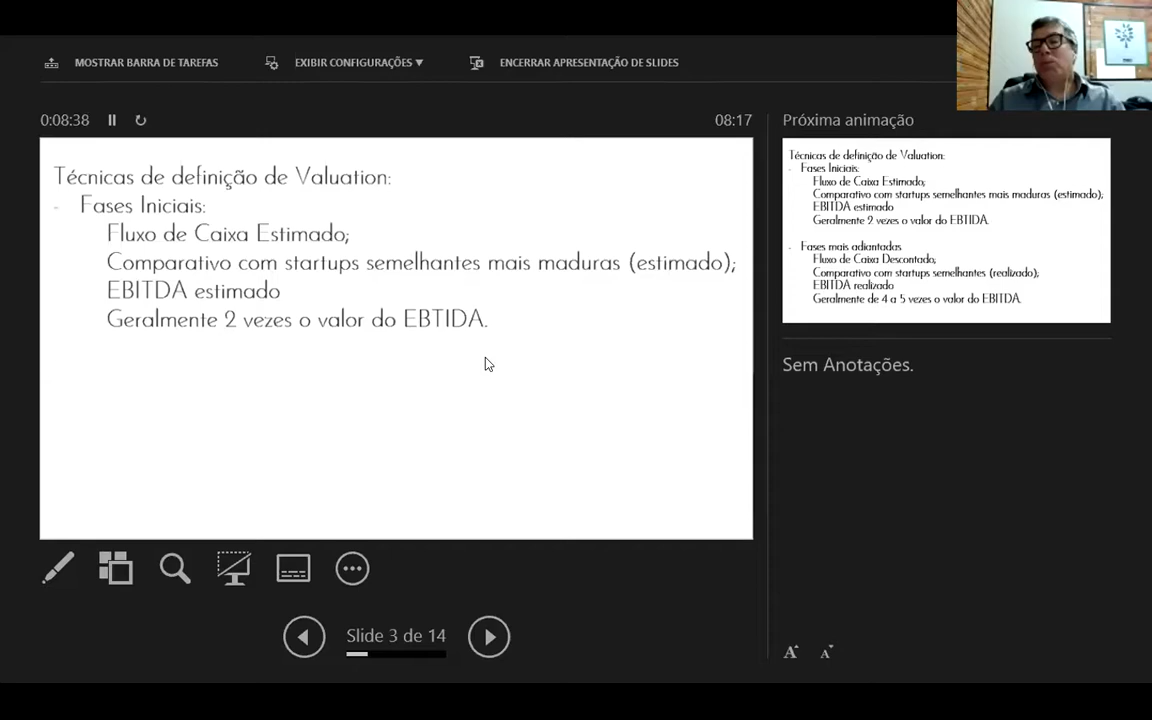 MOSTRAR BARRA DE TAREFAS
EXIBIR CONFIGURAÇÕES ▼
ENCERRAR APRESENTAÇÃO DE SLIDES
0:08:38
08:17
Técnicas de definição de Valuation:
- Fases Iniciais:
Fluxo de Caixa Estimado;
Comparativo com startups semelhantes mais maduras (estimado);
EBITDA estimado
Geralmente 2 vezes o valor do EBTIDA.
Slide 3 de 14
Próxima animação
Técnicas de definição de Valuation:
- Fases Iniciais:
Fluxo de Caixa Estimado;
Comparativo com startups semelhantes mais maduras (estimado);
EBITDA estimado
Geralmente 2 vezes o valor do EBTIDA.
- Fases mais adiantadas
Fluxo de Caixa Descontado;
Comparativo com startups semelhantes (realizado);
EBITDA realizado
Geralmente de 4 a 5 vezes o valor do EBITDA.
Sem Anotações.
A A